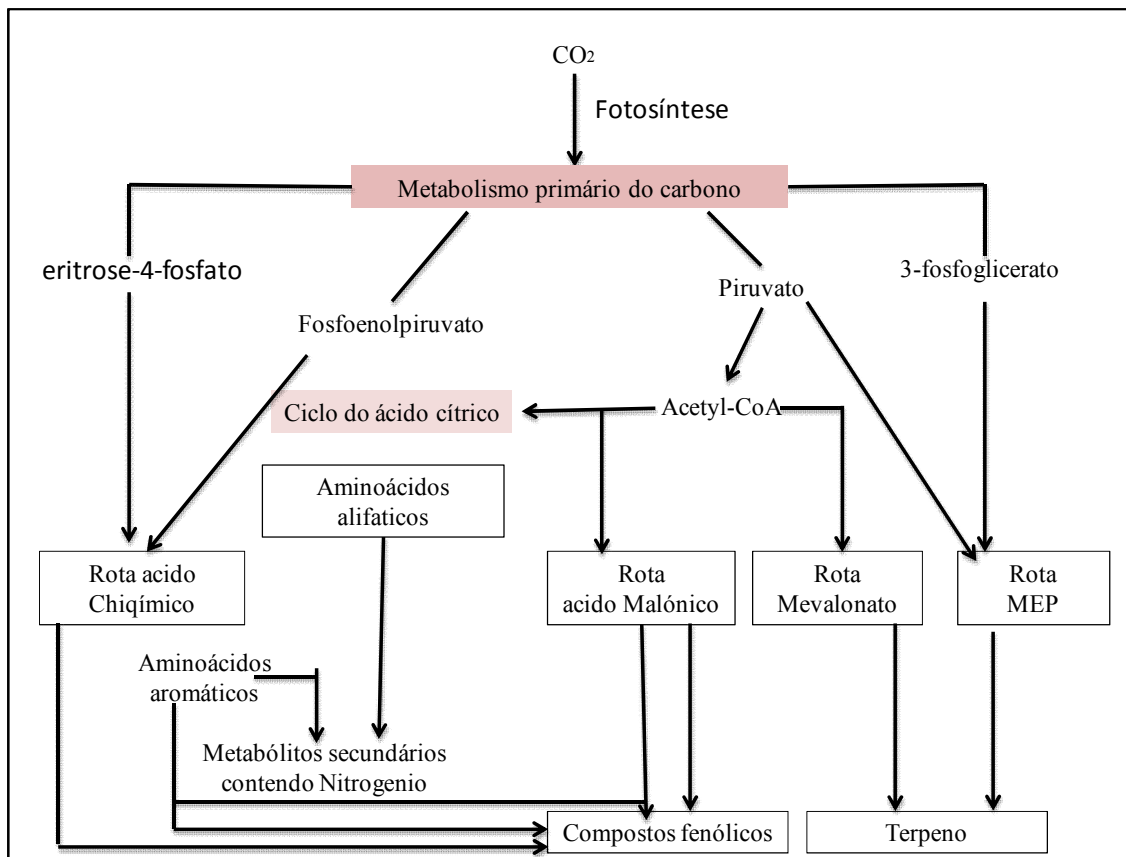 CO2
Fotosíntese
Metabolismo primário do carbono
eritrose-4-fosfato
3-fosfoglicerato
Piruvato
Fosfoenolpiruvato
Ciclo do ácido cítrico
Acetyl-CoA
Aminoácidos
alifaticos
Rota acido
Chiqímico
Rota
acido Malónico
Rota
Mevalonato
Rota
MEP
Aminoácidos
aromáticos
Metabólitos secundários
contendo Nitrogenio
Compostos fenólicos
Terpeno